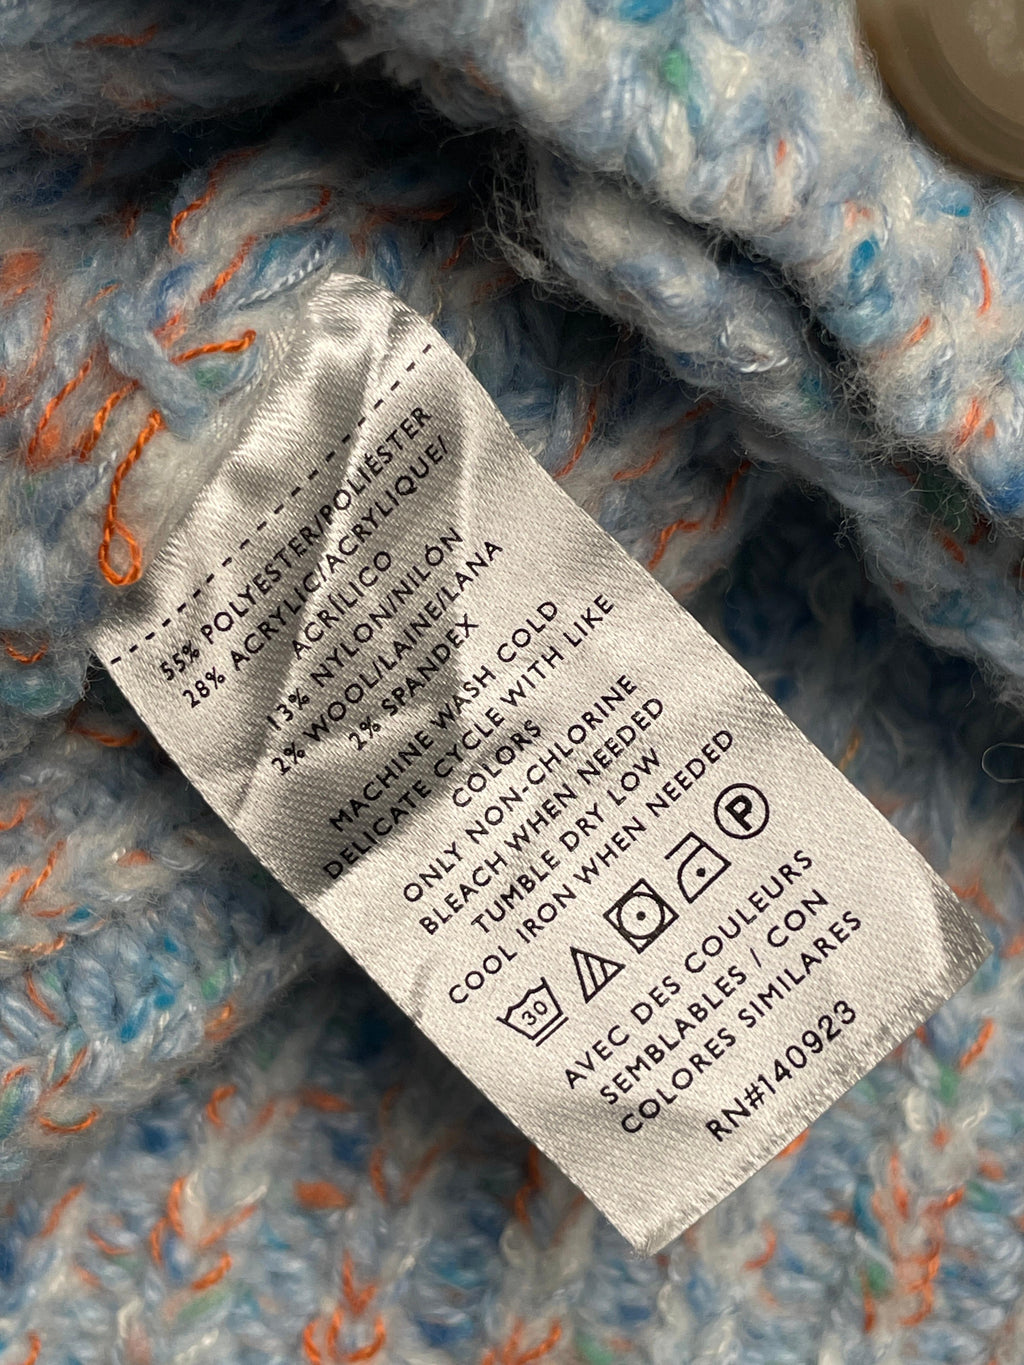 55% POLYESTER/POLIÉSTER
28% ACRYLIC/ACRYLIQUE/
ACRÍLICO
13% NYLON/NILÓN
2% WOOL/LAINE/LANA
2% SPANDEX
MACHINE WASH COLD
DELICATE CYCLE WITH LIKE
COLORS
ONLY NON-CHLORINE
BLEACH WHEN NEEDED
TUMBLE DRY LOW
COOL IRON WHEN NEEDED
30 P
AVEC DES COULEURS
SEMBLABLES / CON
COLORES SIMILARES
RN#140923